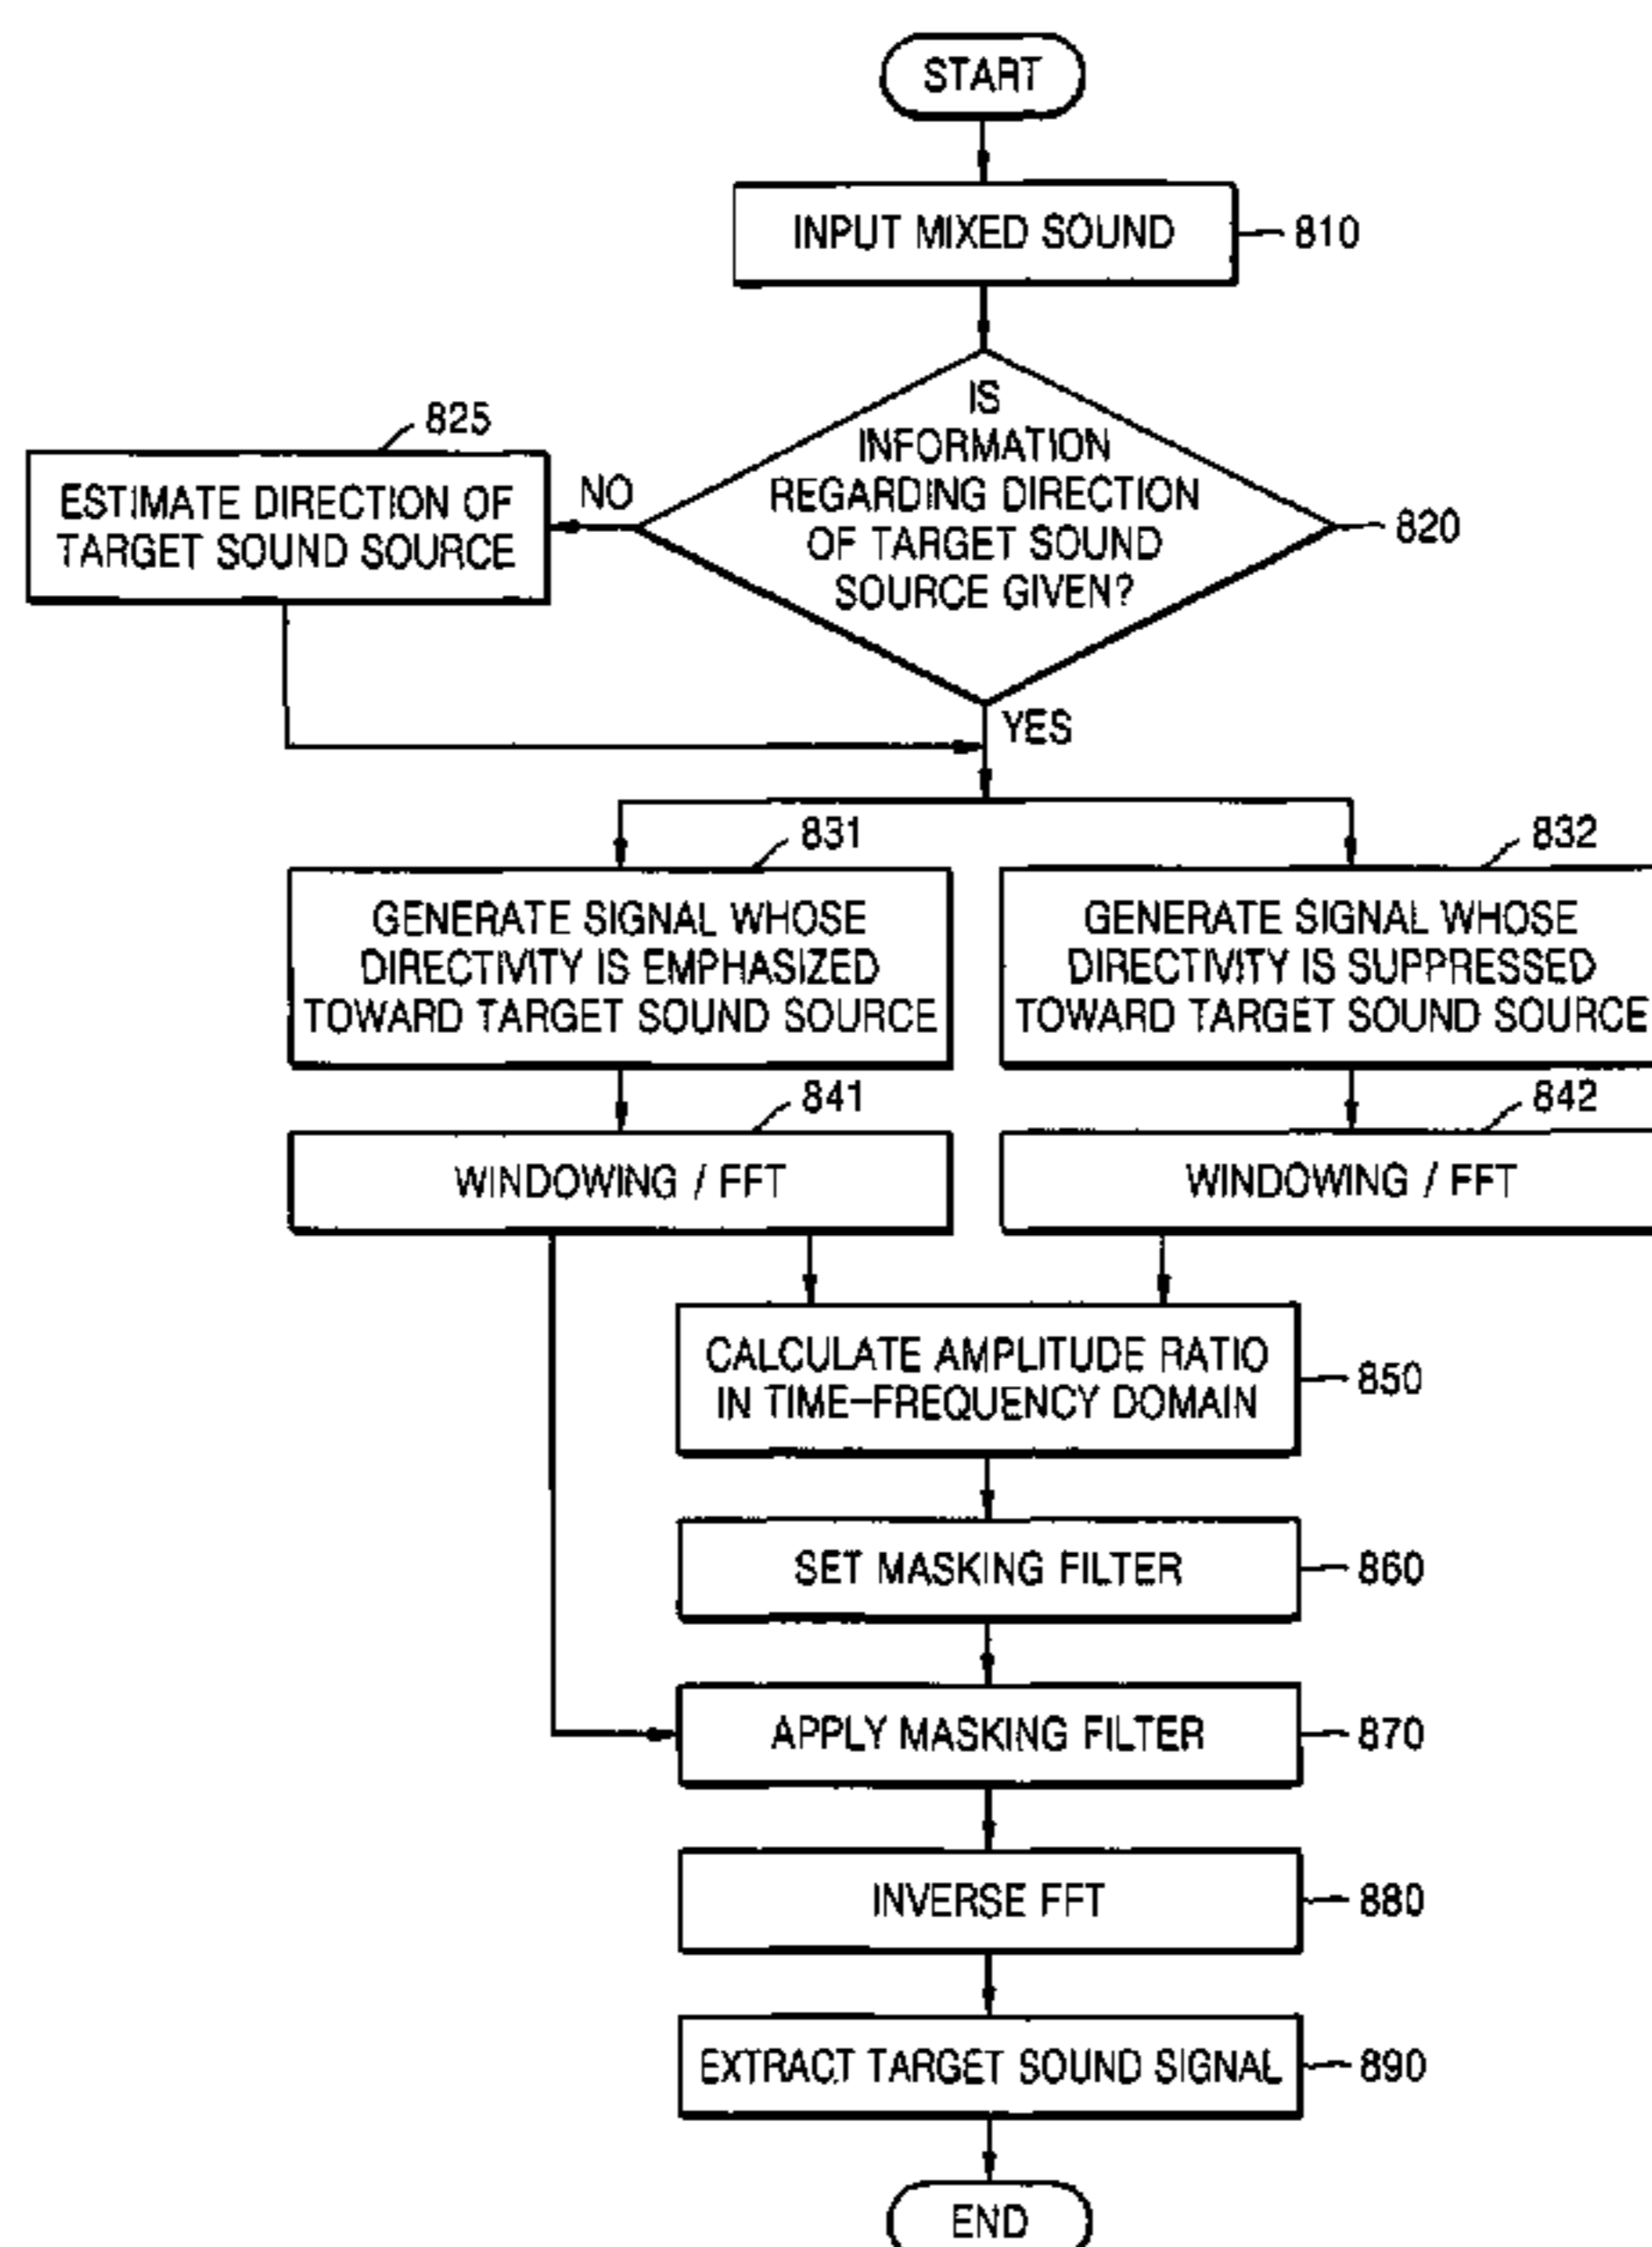 START
INPUT MIXED SOUND
810
IS
INFORMATION
REGARDING DIRECTION
OF TARGET SOUND
SOURCE GIVEN?
820
NO
825
ESTIMATE DIRECTION OF
TARGET SOUND SOURCE
YES
831
GENERATE SIGNAL WHOSE
DIRECTIVITY IS EMPHASIZED
TOWARD TARGET SOUND SOURCE
832
GENERATE SIGNAL WHOSE
DIRECTIVITY IS SUPPRESSED
TOWARD TARGET SOUND SOURCE
841
WINDOWING / FFT
842
WINDOWING / FFT
CALCULATE AMPLITUDE RATIO
IN TIME-FREQUENCY DOMAIN
850
SET MASKING FILTER
860
APPLY MASKING FILTER
870
INVERSE FFT
880
EXTRACT TARGET SOUND SIGNAL
890
END